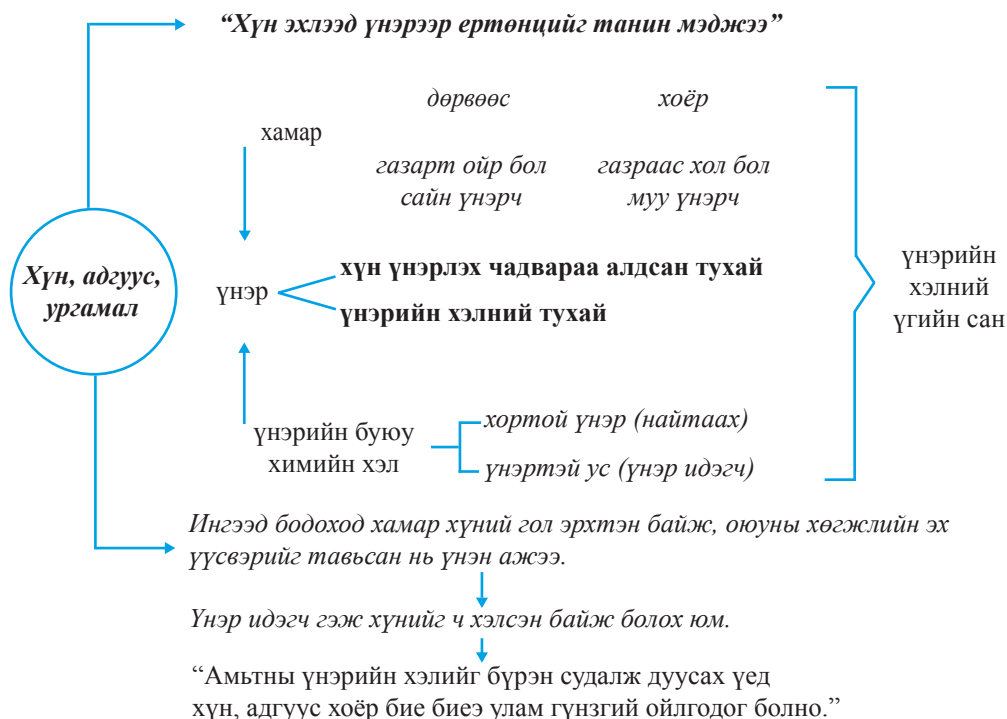 “Хүн эхлээд үнэрээр ертөнцийг танин мэджээ”
дөрвөөс
хоёр
хамар
газарт ойр бол
сайн үнэрч
газраас хол бол
муу үнэрч
Хүн, адгуус,
ургамал
үнэр
хүн үнэрлэх чадвараа алдсан тухай
үнэрийн хэлний тухай
үнэрийн
хэлний
үгийн сан
үнэрийн буюу
химийн хэл
хортой үнэр (найтаах)
үнэртэй ус (үнэр идэгч)
Ингээд бодоход хамар хүний гол эрхтэн байж, оюуны хөгжлийн эх
үүсвэрийг тавьсан нь үнэн ажээ.
Үнэр идэгч гэж хүнийг ч хэлсэн байж болох юм.
“Амьтны үнэрийн хэлийг бүрэн судалж дуусах үед
хүн, адгуус хоёр бие биеэ улам гүнзгий ойлгодог болно.”